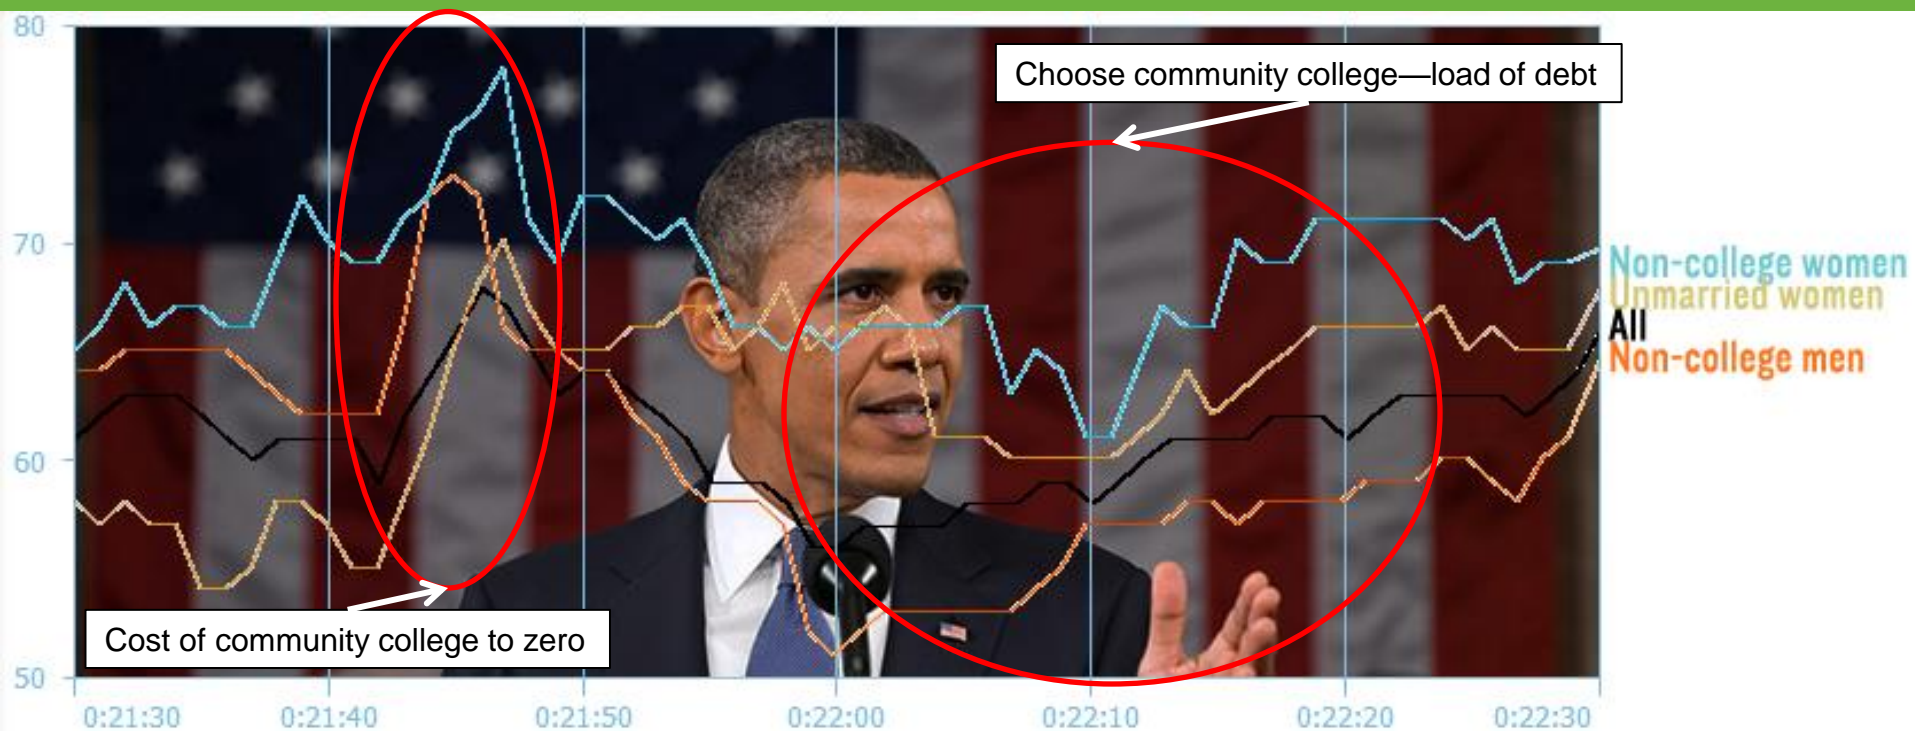 80
70
60
50
Choose community college—load of debt
Cost of community college to zero
Non-college women
Unmarried women
All
Non-college men
0:21:30 0:21:40 0:21:50 0:22:00 0:22:10 0:22:20 0:22:30